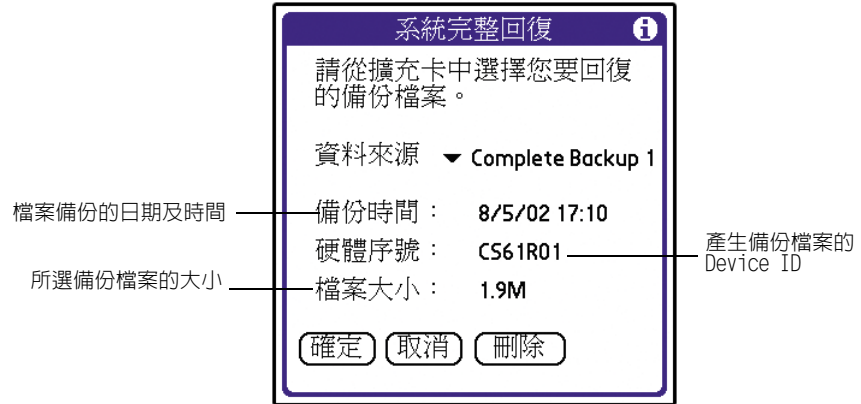 系統完整回復
請從擴充卡中選擇您要回復
的備份檔案。
資料來源 Complete Backup 1
檔案備份的日期及時間
備份時間： 8/5/02 17:10
硬體序號： CS61R01
產生備份檔案的
Device ID
所選備份檔案的大小
檔案大小： 1.9M
確定 取消 刪除